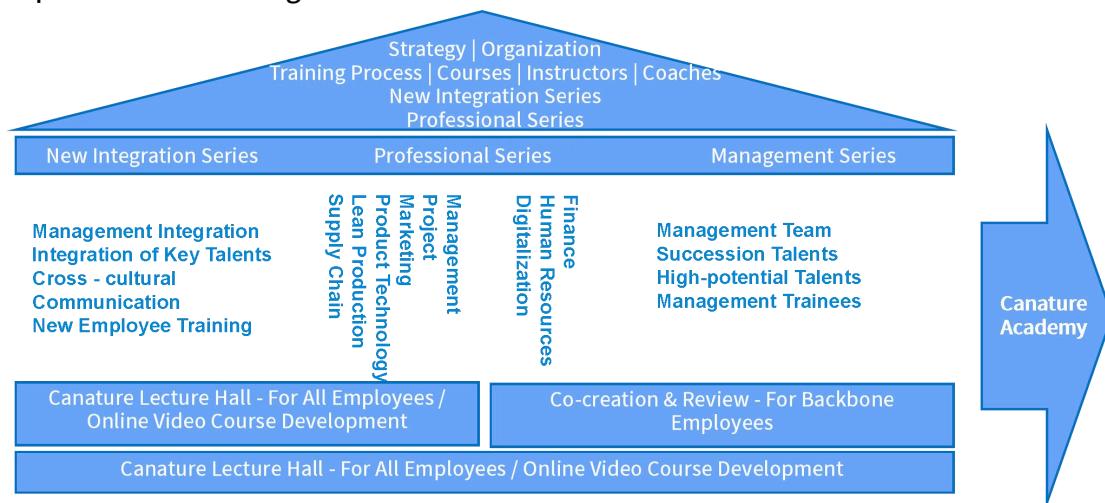 Strategy | Organization
Training Process | Courses | Instructors | Coaches
New Integration Series
Professional Series
New Integration Series
Professional Series
Management Series
Management Integration
Integration of Key Talents
Cross - cultural
Communication
New Employee Training
Supply Chain
Lean Production
Product Technology
Marketing
Project
Management
Digitalization
Human Resources
Finance
Management Team
Succession Talents
High-potential Talents
Management Trainees
Canature
Academy
Canature Lecture Hall - For All Employees /
Online Video Course Development
Co-creation & Review - For Backbone
Employees
Canature Lecture Hall - For All Employees / Online Video Course Development